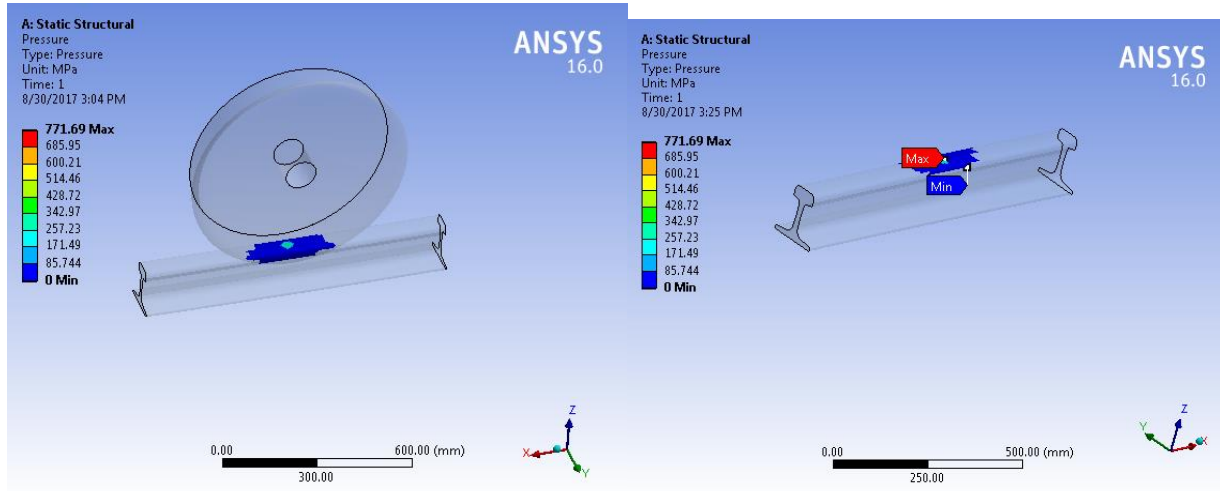 A: Static Structural
Pressure
Type: Pressure
Unit: MPa
Time: 1
8/30/2017 3:04 PM
ANSYS
16.0
771.69 Max
685.95
600.21
514.46
428.72
342.97
257.23
171.49
85.744
0 Min
0.00
600.00 (mm)
300.00
Z
X
Y
A: Static Structural
Pressure
Type: Pressure
Unit: MPa
Time: 1
8/30/2017 3:25 PM
ANSYS
16.0
771.69 Max
685.95
600.21
514.46
428.72
342.97
257.23
171.49
85.744
0 Min
Max
Min
0.00
500.00 (mm)
250.00
Z
Y
X